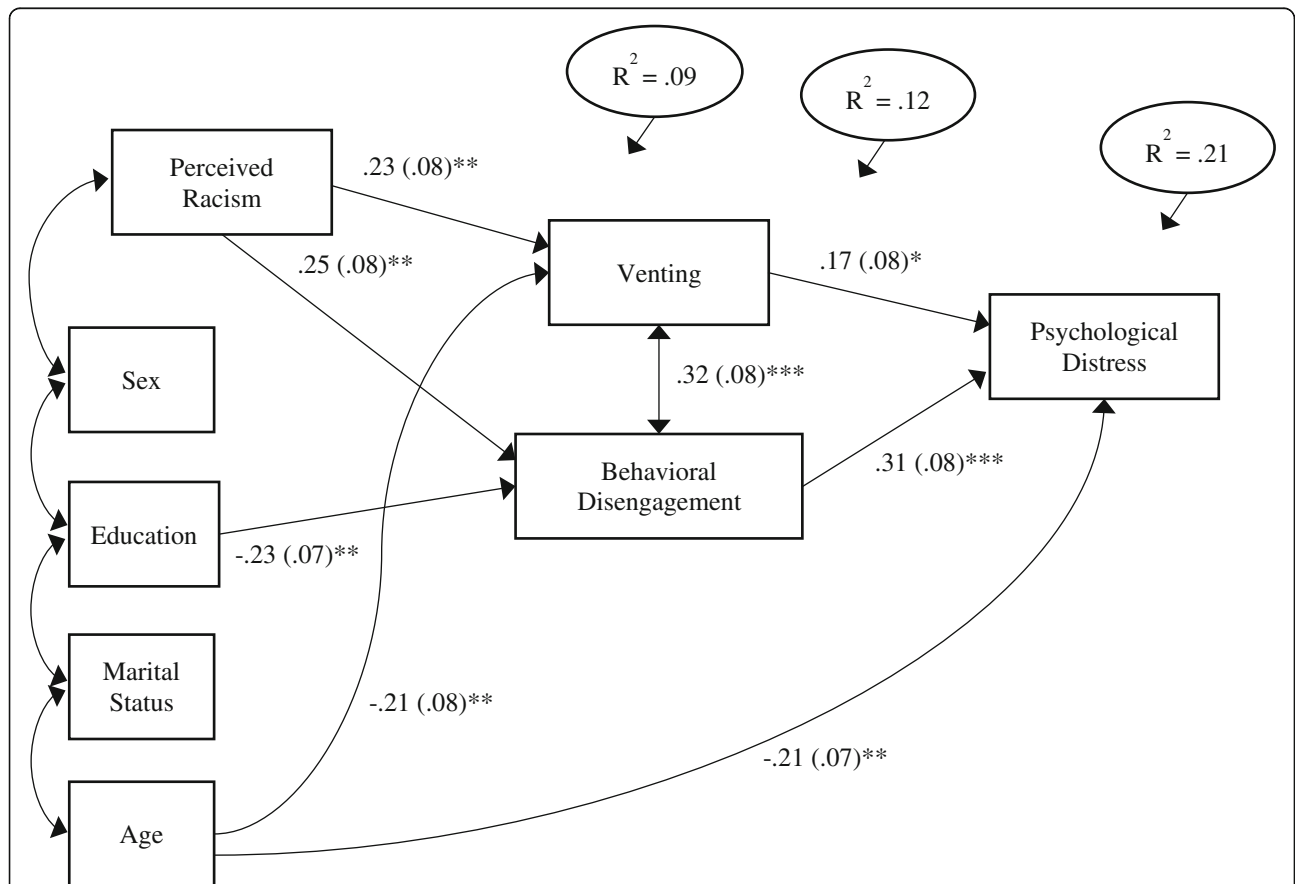 R² = .09
R² = .12
R² = .21
Perceived
Racism
.23 (.08)**
.25 (.08)**
Venting
.17 (.08)*
Psychological
Distress
Sex
.32 (.08)***
Behavioral
Disengagement
.31 (.08)***
Education
-.23 (.07)**
Marital
Status
-.21 (.08)**
-.21 (.07)**
Age